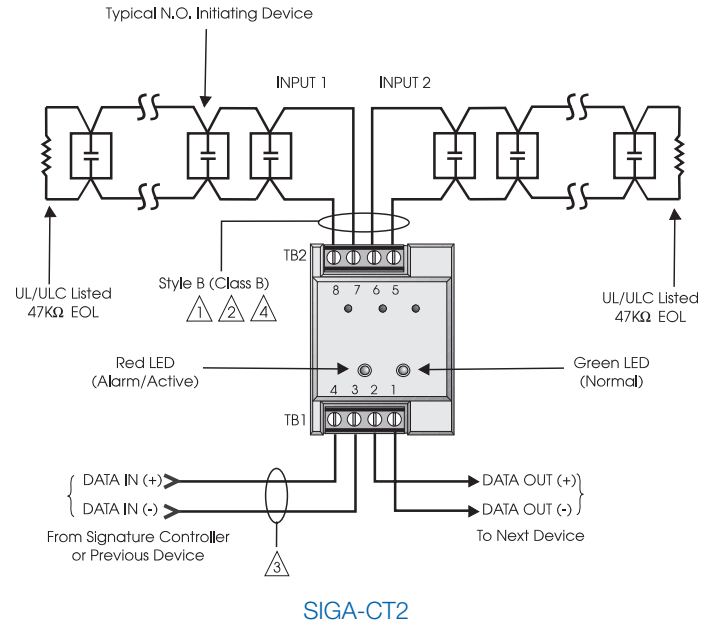 Typical N.O. Initiating Device
INPUT 1
INPUT 2
TB2
8 7 6 5
Style B (Class B)
1 2 4
UL/ULC Listed
47KΩ EOL
UL/ULC Listed
47KΩ EOL
Red LED
(Alarm/Active)
Green LED
(Normal)
4 3 2 1
TB1
DATA IN (+)
DATA IN (-)
DATA OUT (+)
DATA OUT (-)
From Signature Controller
or Previous Device
To Next Device
3
SIGA-CT2